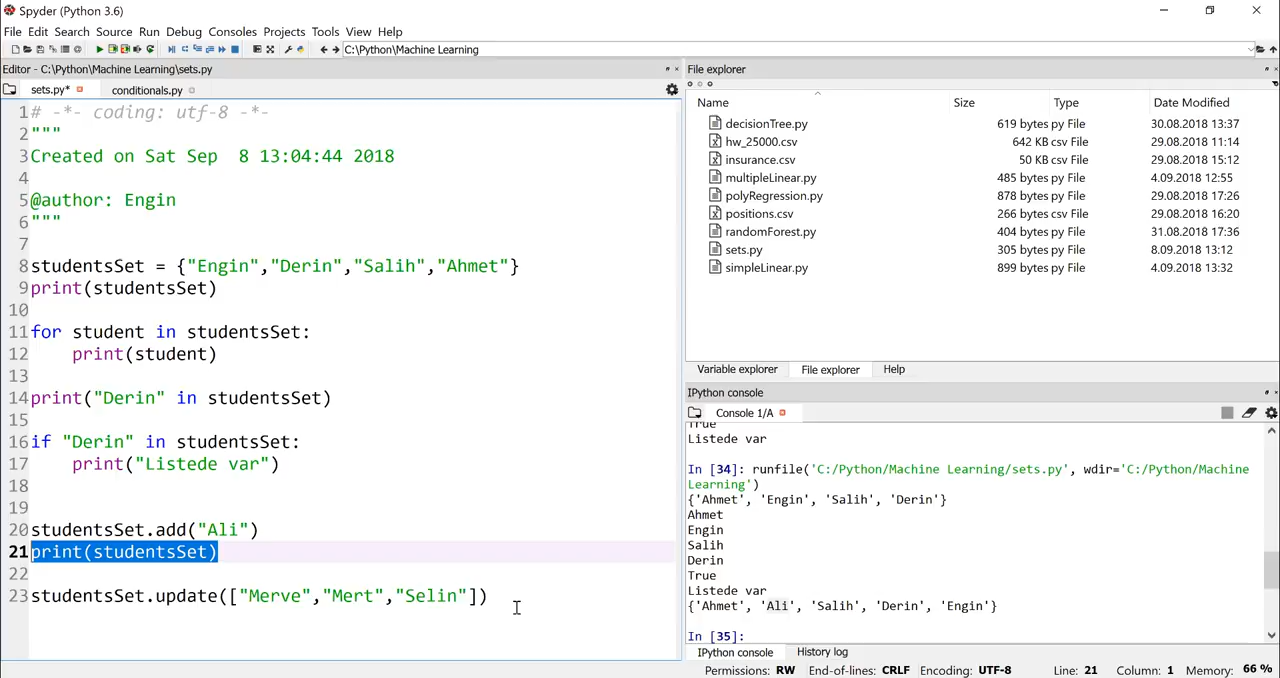 Spyder (Python 3.6)
File Edit Search Source Run Debug Consoles Projects Tools View Help
C:\Python\Machine Learning
Editor - C:\Python\Machine Learning\sets.py
sets.py* conditionals.py
1 # -*- coding: utf-8 -*-
2 """
3 Created on Sat Sep  8 13:04:44 2018
4
5 @author: Engin
6 """
7
8 studentsSet = {"Engin","Derin","Salih","Ahmet"}
9 print(studentsSet)
10
11 for student in studentsSet:
12     print(student)
13
14 print("Derin" in studentsSet)
15
16 if "Derin" in studentsSet:
17     print("Listede var")
18
19
20 studentsSet.add("Ali")
21 print(studentsSet)
22
23 studentsSet.update(["Merve","Mert","Selin"])
File explorer
Name Size Type Date Modified
decisionTree.py 619 bytes py File 30.08.2018 13:37
hw_25000.csv 642 KB csv File 29.08.2018 11:14
insurance.csv 50 KB csv File 29.08.2018 15:12
multipleLinear.py 485 bytes py File 4.09.2018 12:55
polyRegression.py 878 bytes py File 29.08.2018 17:26
positions.csv 266 bytes csv File 29.08.2018 16:20
randomForest.py 404 bytes py File 31.08.2018 17:36
sets.py 305 bytes py File 8.09.2018 13:12
simpleLinear.py 899 bytes py File 4.09.2018 13:32
Variable explorer File explorer Help
IPython console
Console 1/A
True
Listede var
In [34]: runfile('C:/Python/Machine Learning/sets.py', wdir='C:/Python/Machine
Learning')
{'Ahmet', 'Engin', 'Salih', 'Derin'}
Ahmet
Engin
Salih
Derin
True
Listede var
{'Ahmet', 'Ali', 'Salih', 'Derin', 'Engin'}
In [35]:
IPython console History log
Permissions: RW End-of-lines: CRLF Encoding: UTF-8 Line: 21 Column: 1 Memory: 66 %